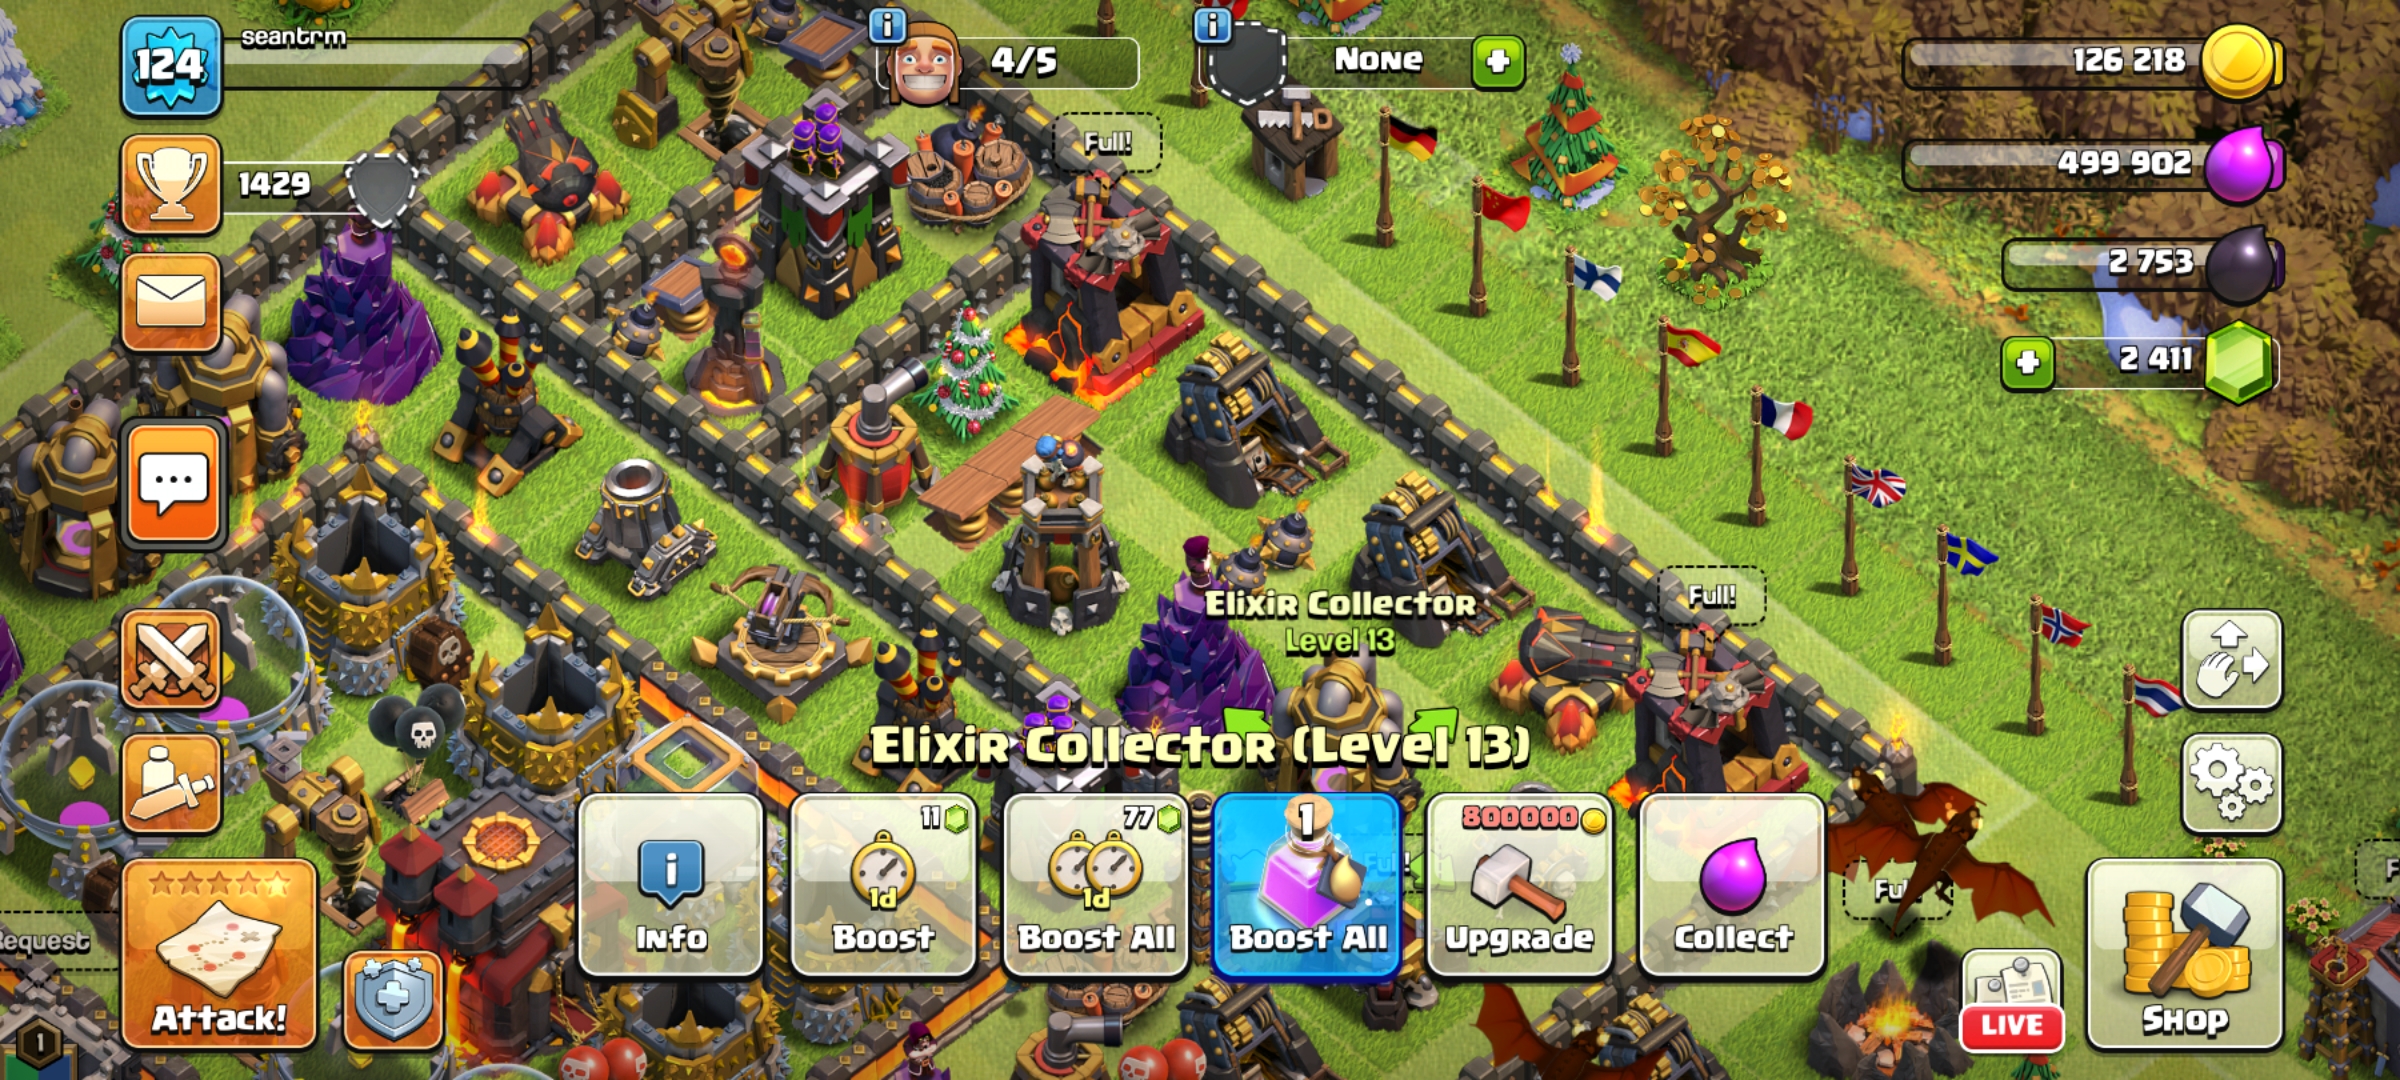 124
seantrm
4/5
None
126 218
1429
Full!
499 902
2 753
2 411
Full!
Elixir Collector
Level 13
Elixir Collector (Level 13)
11
77
1
800000
1d
1d
Info
Boost
Boost All
Boost All
Upgrade
Collect
Request
Attack!
LIVE
Shop
1